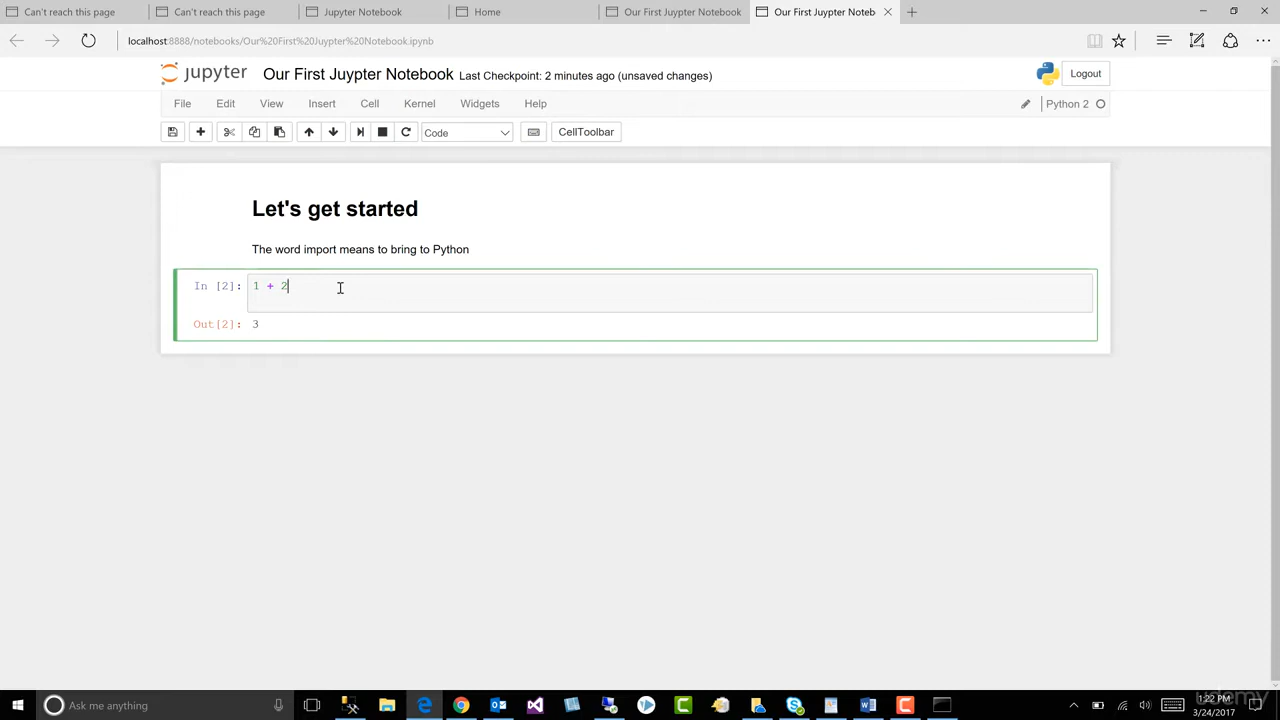 Can't reach this page
Can't reach this page
Jupyter Notebook
Home
Our First Juypter Notebook
Our First Juypter Noteb
localhost:8888/notebooks/Our%20First%20Juypter%20Notebook.ipynb
jupyter Our First Juypter Notebook Last Checkpoint: 2 minutes ago (unsaved changes) Logout
File Edit View Insert Cell Kernel Widgets Help Python 2
Code CellToolbar
Let's get started
The word import means to bring to Python
In [2]: 1 + 2
Out[2]: 3
Ask me anything
1:22 PM
3/24/2017
udemy